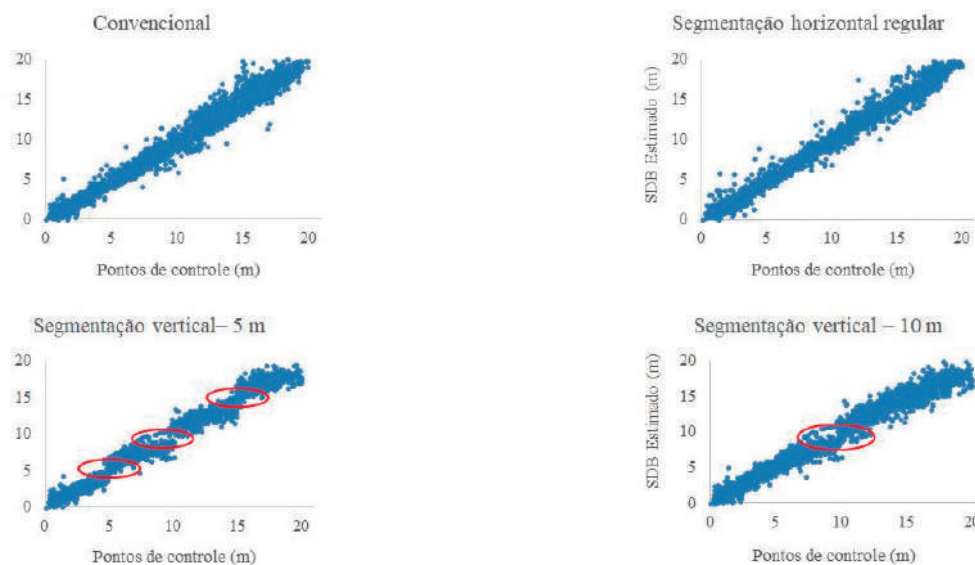 Convencional
20
15
10
5
0
0 5 10 15 20
Pontos de controle (m)
Segmentação horizontal regular
SDB Estimado (m)
20
15
10
5
0
0 5 10 15 20
Pontos de controle (m)
Segmentação vertical– 5 m
20
15
10
5
0
0 5 10 15 20
Pontos de controle (m)
Segmentação vertical – 10 m
SDB Estimado (m)
20
15
10
5
0
0 5 10 15 20
Pontos de controle (m)